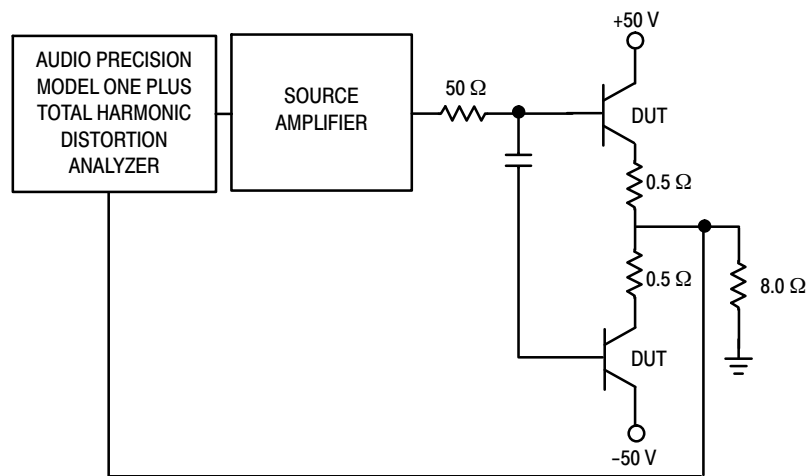 AUDIO PRECISION
MODEL ONE PLUS
TOTAL HARMONIC
DISTORTION
ANALYZER
SOURCE
AMPLIFIER
50 Ω
+50 V
DUT
0.5 Ω
0.5 Ω
8.0 Ω
DUT
−50 V